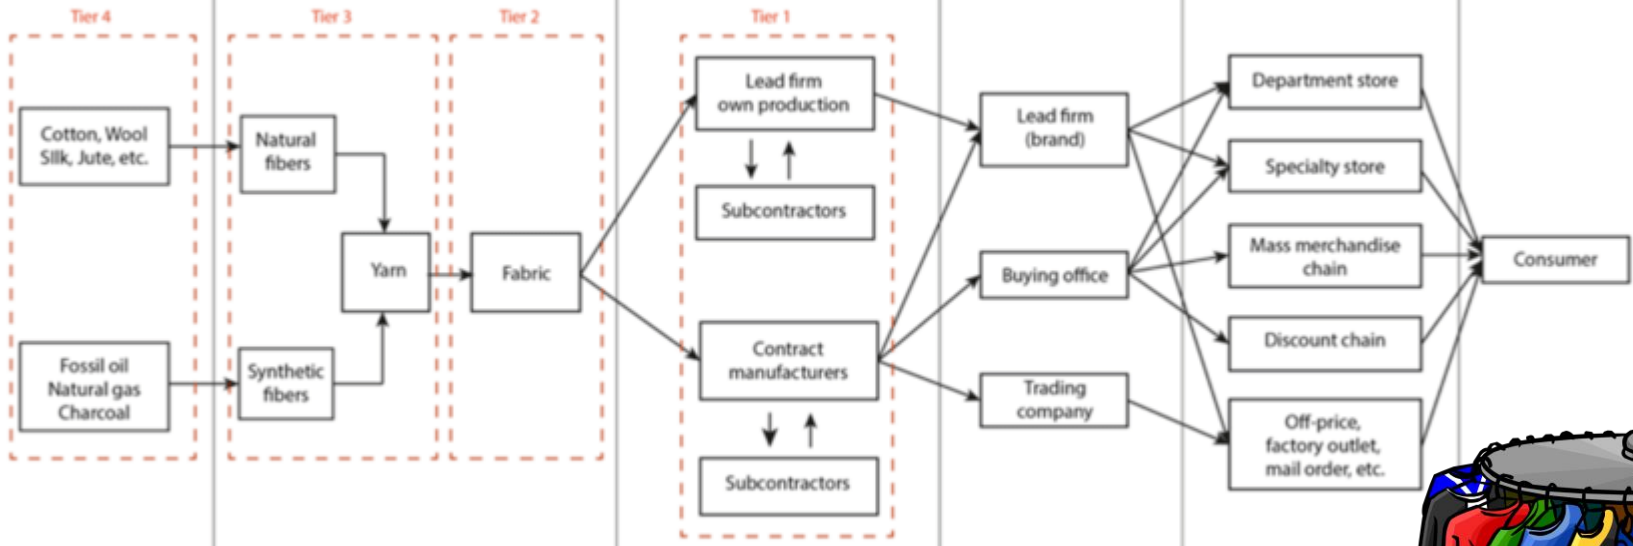 Tier 4
Tier 3
Tier 2
Tier 1
Cotton, Wool
SIlk, Jute, etc.
Fossil oil
Natural gas
Charcoal
Natural
fibers
Synthetic
fibers
Yarn
Fabric
Lead firm
own production
Subcontractors
Contract
manufacturers
Subcontractors
Lead firm
(brand)
Buying office
Trading
company
Department store
Specialty store
Mass merchandise
chain
Discount chain
Off-price,
factory outlet,
mail order, etc.
Consumer